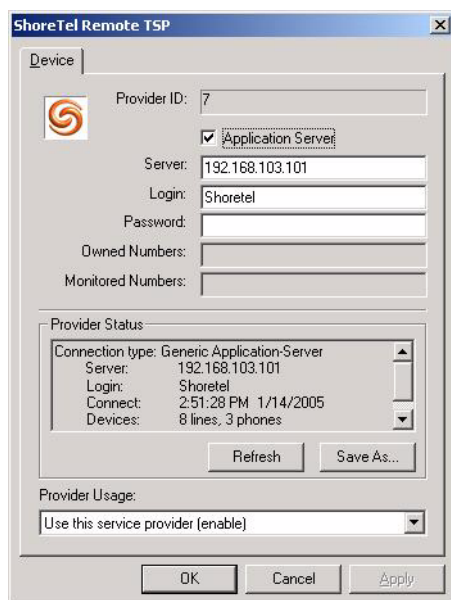 ShoreTel Remote TSP
Device
Provider ID: 7
Application Server
Server: 192.168.103.101
Login: Shoretel
Password:
Owned Numbers:
Monitored Numbers:
Provider Status
Connection type: Generic Application-Server
Server: 192.168.103.101
Login: Shoretel
Connect: 2:51:28 PM 1/14/2005
Devices: 8 lines, 3 phones
Refresh Save As...
Provider Usage:
Use this service provider (enable)
OK Cancel Apply